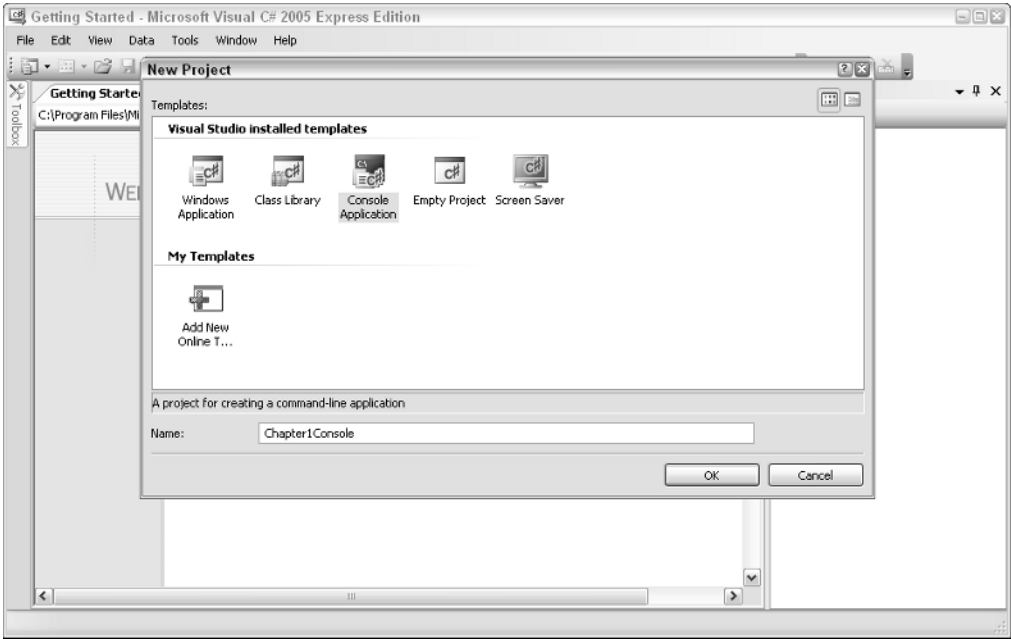 Getting Started - Microsoft Visual C# 2005 Express Edition
File Edit View Data Tools Window Help
New Project
Toolbox
Getting Starte
C:\Program Files\Mi
WEL
Templates:
Visual Studio installed templates
Windows Application
Class Library
Console Application
Empty Project
Screen Saver
My Templates
Add New Online T...
A project for creating a command-line application
Name: Chapter1Console
OK Cancel